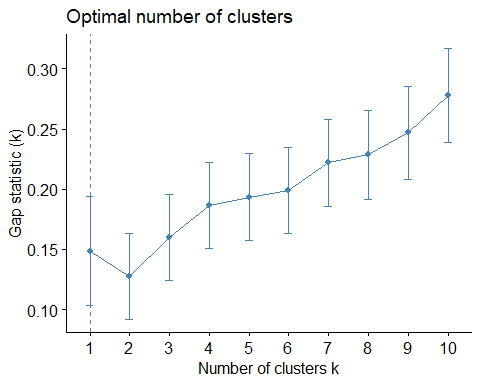 Optimal number of clusters
Gap statistic (k)
0.30
0.25
0.20
0.15
0.10
1 2 3 4 5 6 7 8 9 10
Number of clusters k